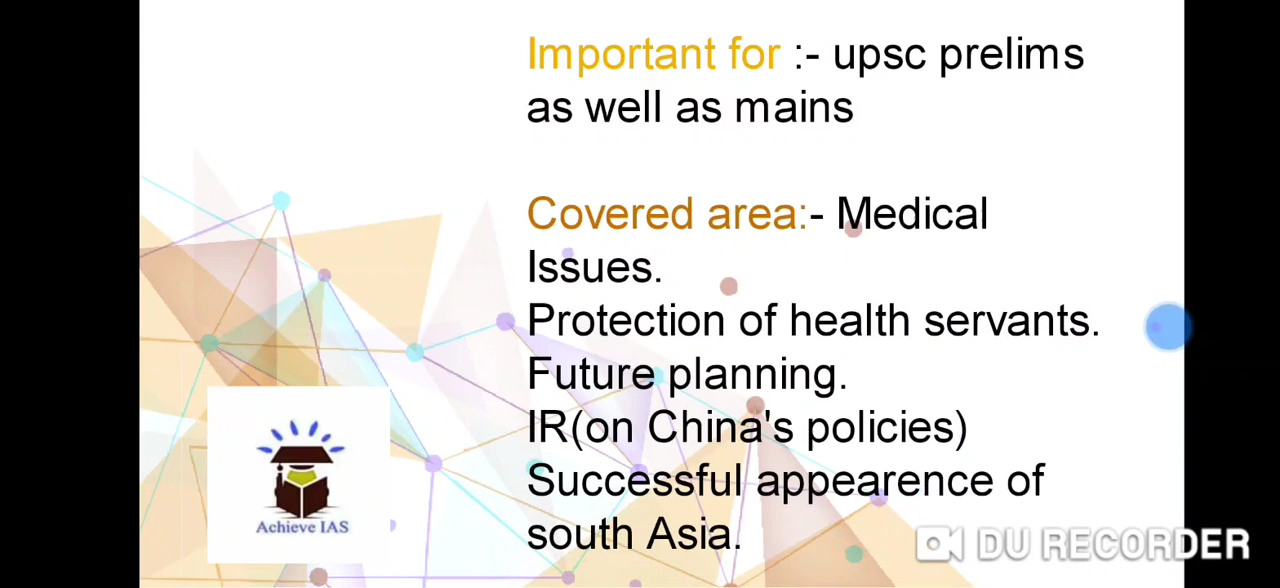 Important for :- upsc prelims
as well as mains
Covered area:- Medical
Issues.
Protection of health servants.
Future planning.
IR(on China's policies)
Successful appearence of
south Asia.
Achieve IAS
DU RECORDER